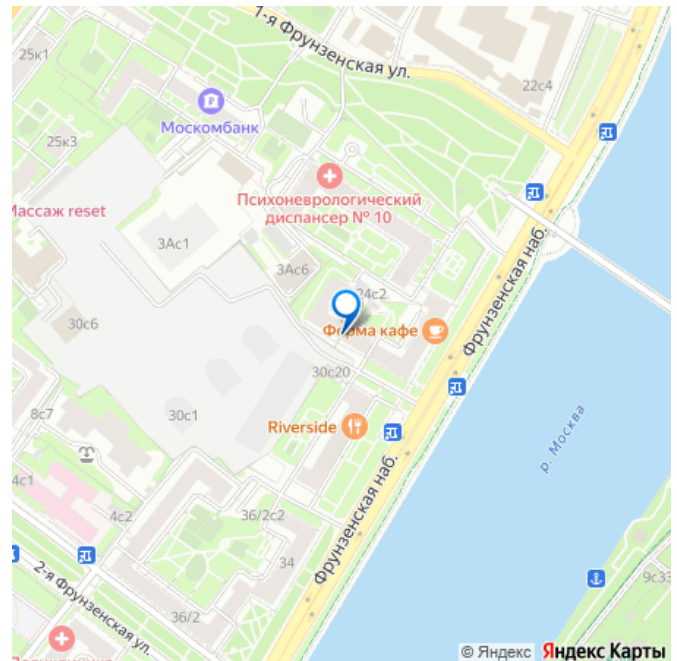 25к1
1-я Фрунзенская ул.
22с4
Москомбанк
25к3
Психоневрологический
диспансер № 10
Массаж reset
3Ас1
3Ас6
24с2
Фрунзенская наб.
Форма кафе
30с6
30с20
8с7
30с1
Riverside
р. Москва
4с1
4с2
36/2с2
Фрунзенская наб.
34
2-я Фрунзенская ул.
36/2
© Яндекс Яндекс Карты